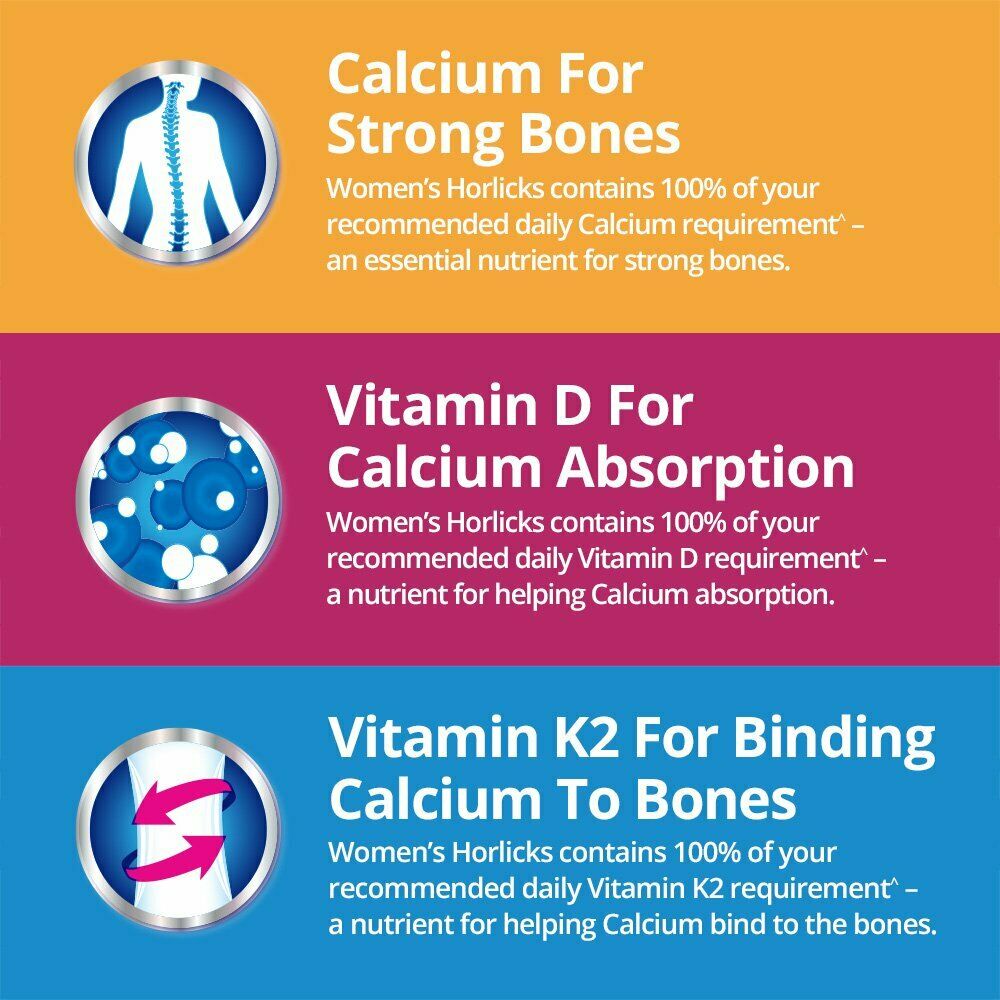 Calcium For
Strong Bones
Women’s Horlicks contains 100% of your
recommended daily Calcium requirement^ –
an essential nutrient for strong bones.
Vitamin D For
Calcium Absorption
Women’s Horlicks contains 100% of your
recommended daily Vitamin D requirement^ –
a nutrient for helping Calcium absorption.
Vitamin K2 For Binding
Calcium To Bones
Women’s Horlicks contains 100% of your
recommended daily Vitamin K2 requirement^ –
a nutrient for helping Calcium bind to the bones.